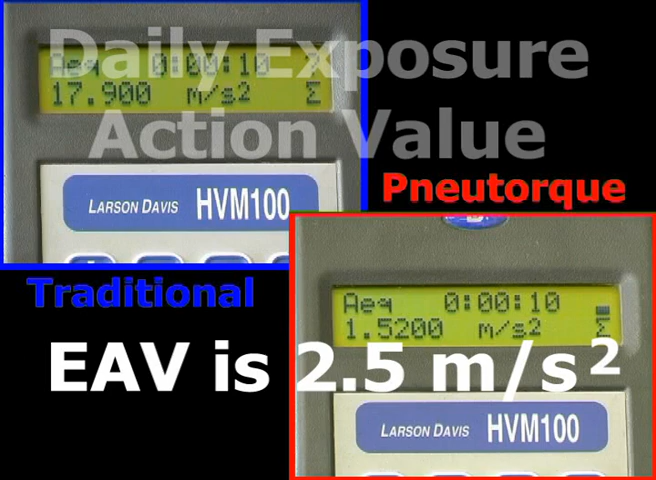 Daily Exposure
Action Value
Aeq 0:00:10 X
17.900 m/s2 Σ
LARSON DAVIS HVM100
Pneutorque
Traditional
Aeq 0:00:10
1.5200 m/s2 Σ
EAV is 2.5 m/s²
LARSON DAVIS HVM100